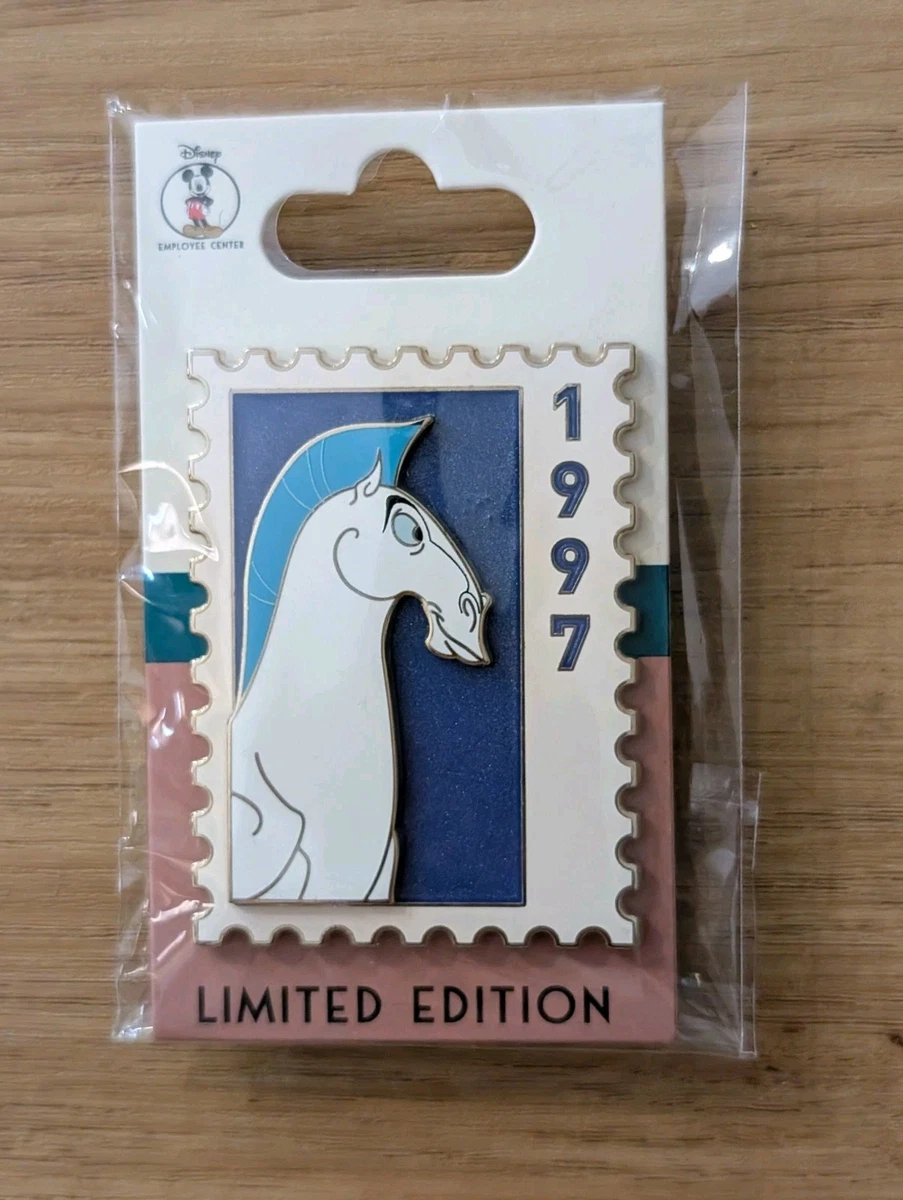 Disney
EMPLOYEE CENTER
1997
LIMITED EDITION